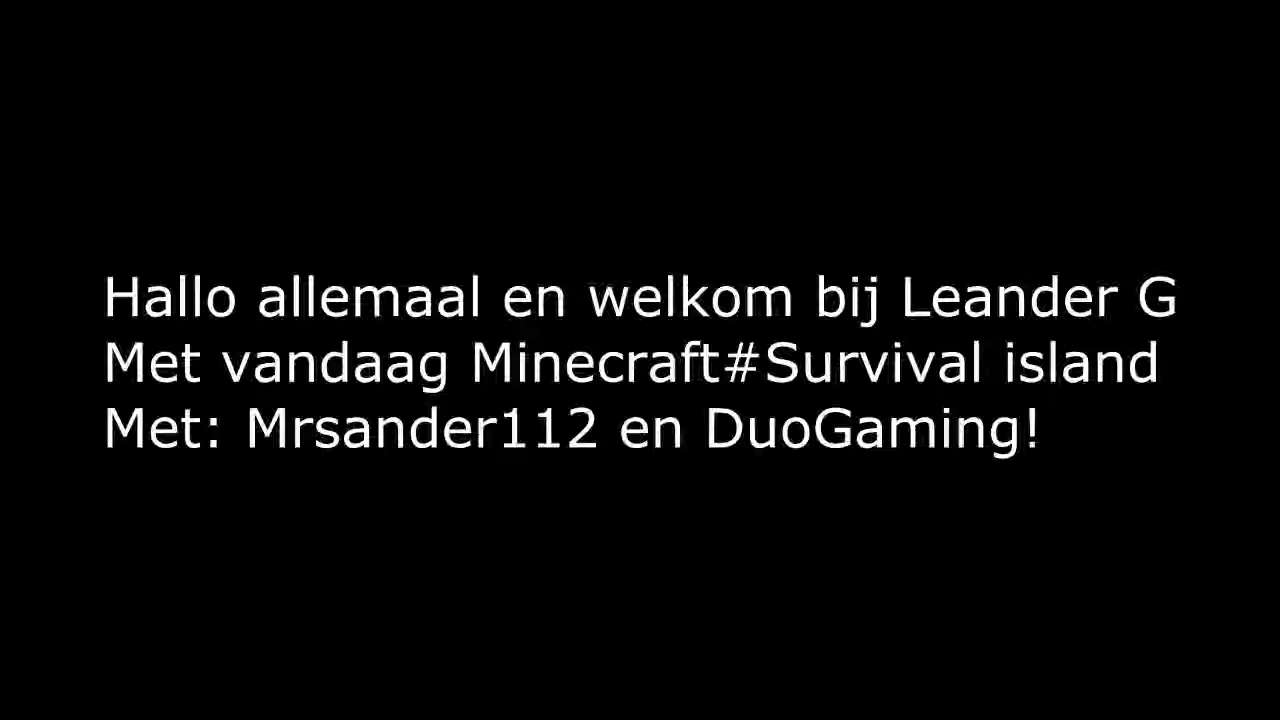 Hallo allemaal en welkom bij Leander G
Met vandaag Minecraft#Survival island
Met: Mrsander112 en DuoGaming!